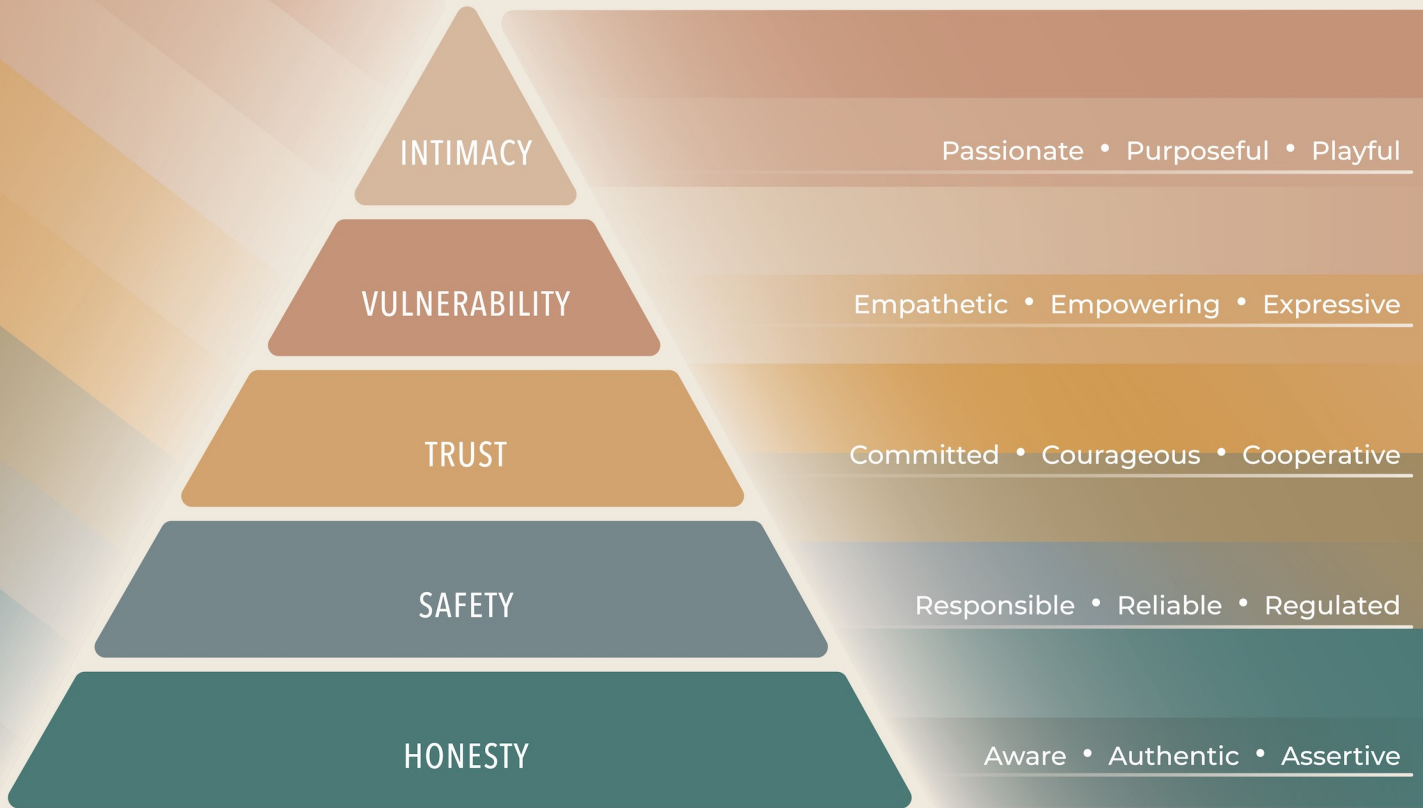 INTIMACY
Passionate • Purposeful • Playful
VULNERABILITY
Empathetic • Empowering • Expressive
TRUST
Committed • Courageous • Cooperative
SAFETY
Responsible • Reliable • Regulated
HONESTY
Aware • Authentic • Assertive